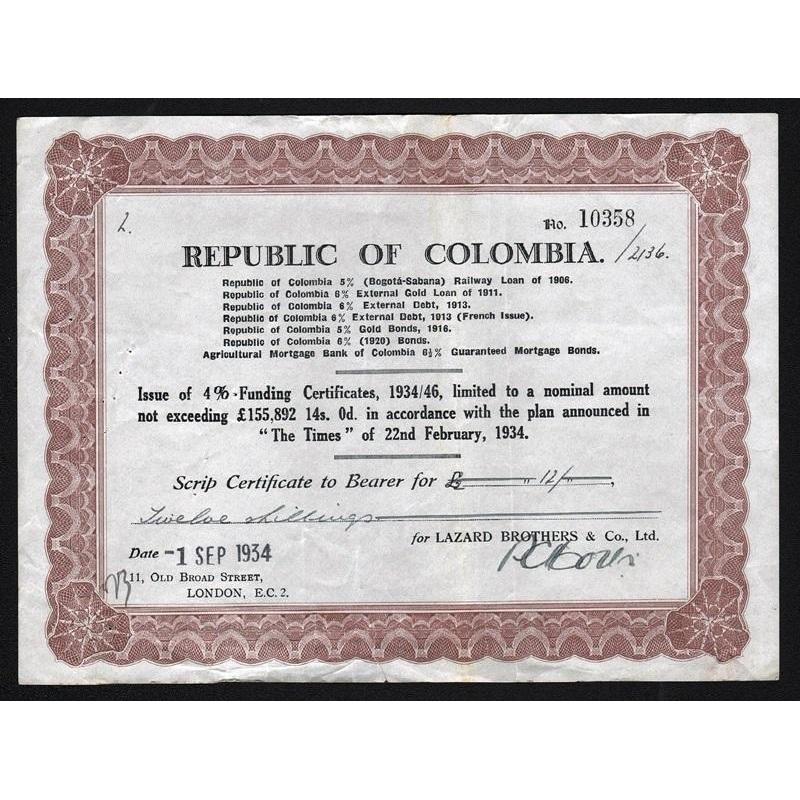 L.
No. 10358
/2136.
REPUBLIC OF COLOMBIA.
Republic of Colombia 5% (Bogotá-Sabana) Railway Loan of 1906.
Republic of Colombia 6% External Gold Loan of 1911.
Republic of Colombia 6% External Debt, 1913.
Republic of Colombia 6% External Debt, 1913 (French Issue).
Republic of Colombia 5% Gold Bonds, 1916.
Republic of Colombia 6% (1920) Bonds.
Agricultural Mortgage Bank of Colombia 6½% Guaranteed Mortgage Bonds.
Issue of 4% Funding Certificates, 1934/46, limited to a nominal amount
not exceeding £155,892 14s. 0d. in accordance with the plan announced in
"The Times" of 22nd February, 1934.
Scrip Certificate to Bearer for £ " 12/ " ,
Twelve shillings
for LAZARD BROTHERS & Co., Ltd.
Date -1 SEP 1934
11, OLD BROAD STREET,
LONDON, E.C. 2.